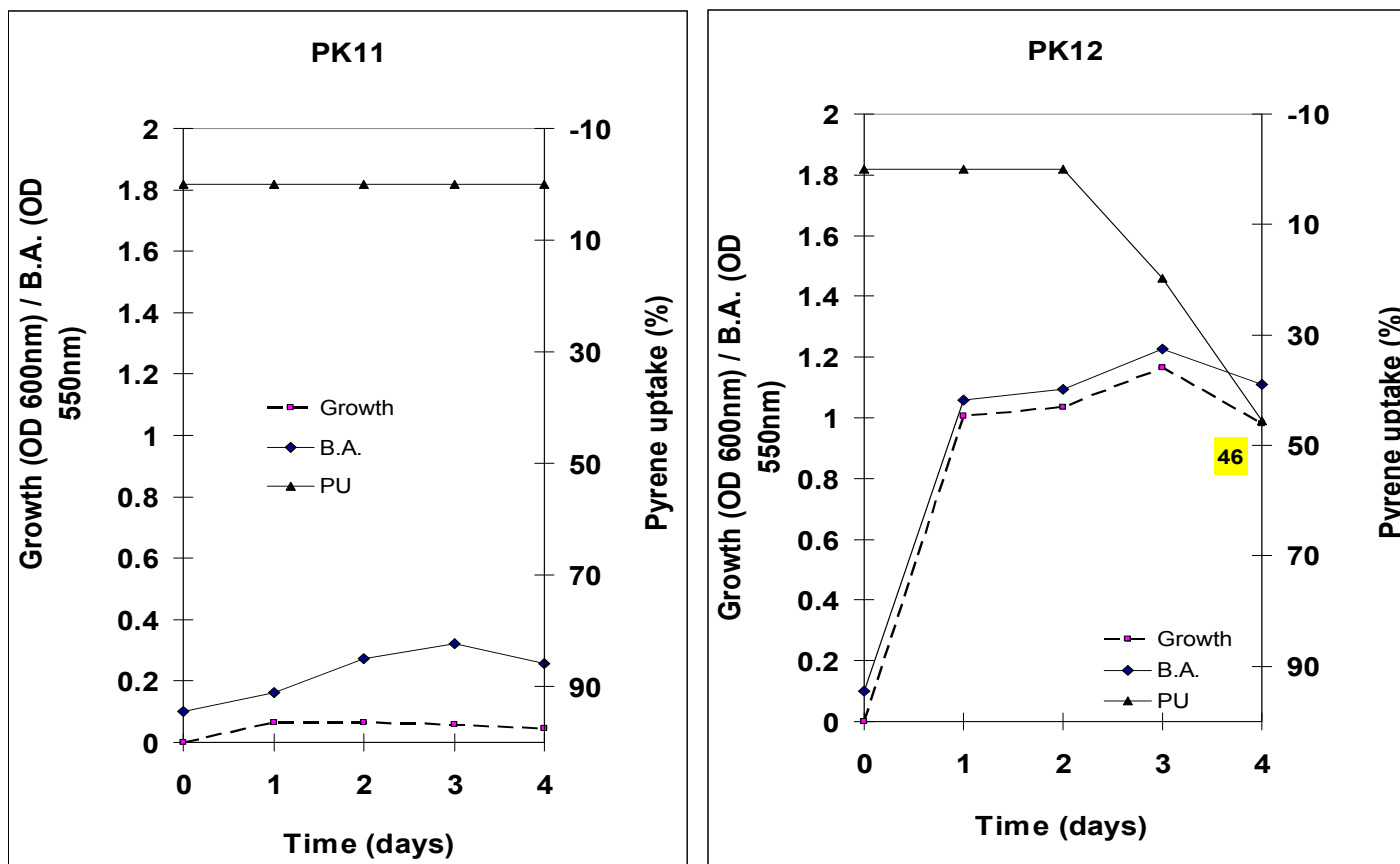 PK11
Growth (OD 600nm) / B.A. (OD
550nm)
2
1.8
1.6
1.4
1.2
1
0.8
0.6
0.4
0.2
0
-10
10
30
50
70
90
Pyrene uptake (%)
Growth
B.A.
PU
0 1 2 3 4
Time (days)
PK12
Growth (OD 600nm) / B.A. (OD
550nm)
2
1.8
1.6
1.4
1.2
1
0.8
0.6
0.4
0.2
0
-10
10
30
50
70
90
Pyrene uptake (%)
46
Growth
B.A.
PU
0 1 2 3 4
Time (days)